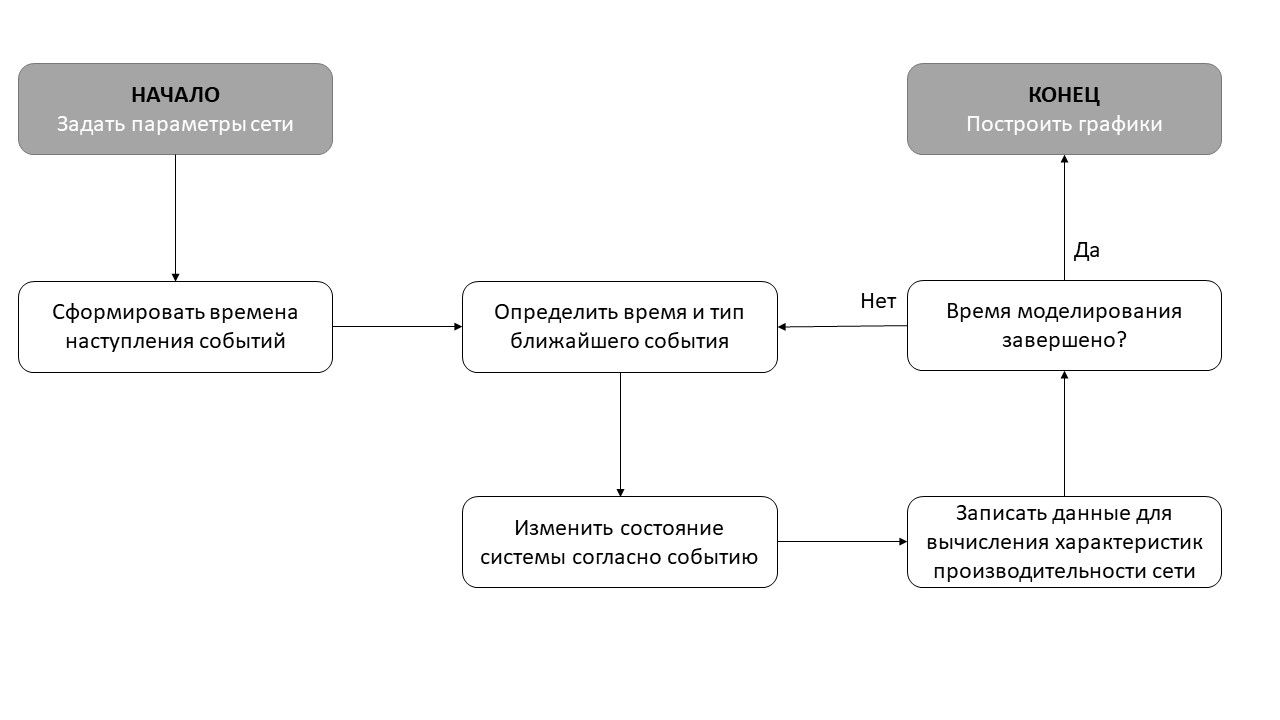 НАЧАЛО
Задать параметры сети
КОНЕЦ
Построить графики
Да
Сформировать времена
наступления событий
Определить время и тип
ближайшего события
Нет
Время моделирования
завершено?
Изменить состояние
системы согласно событию
Записать данные для
вычисления характеристик
производительности сети